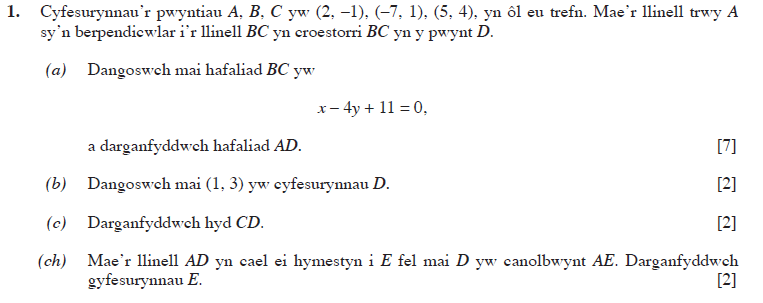 1. Cyfesurynnau'r pwyntiau A, B, C yw (2, −1), (−7, 1), (5, 4), yn ôl eu trefn. Mae'r llinell trwy A
sy'n berpendicwlar i'r llinell BC yn croestorri BC yn y pwynt D.
(a) Dangoswch mai hafaliad BC yw
x − 4y + 11 = 0,
a darganfyddwch hafaliad AD. [7]
(b) Dangoswch mai (1, 3) yw cyfesurynnau D. [2]
(c) Darganfyddwch hyd CD. [2]
(ch) Mae'r llinell AD yn cael ei hymestyn i E fel mai D yw canolbwynt AE. Darganfyddwch
gyfesurynnau E. [2]